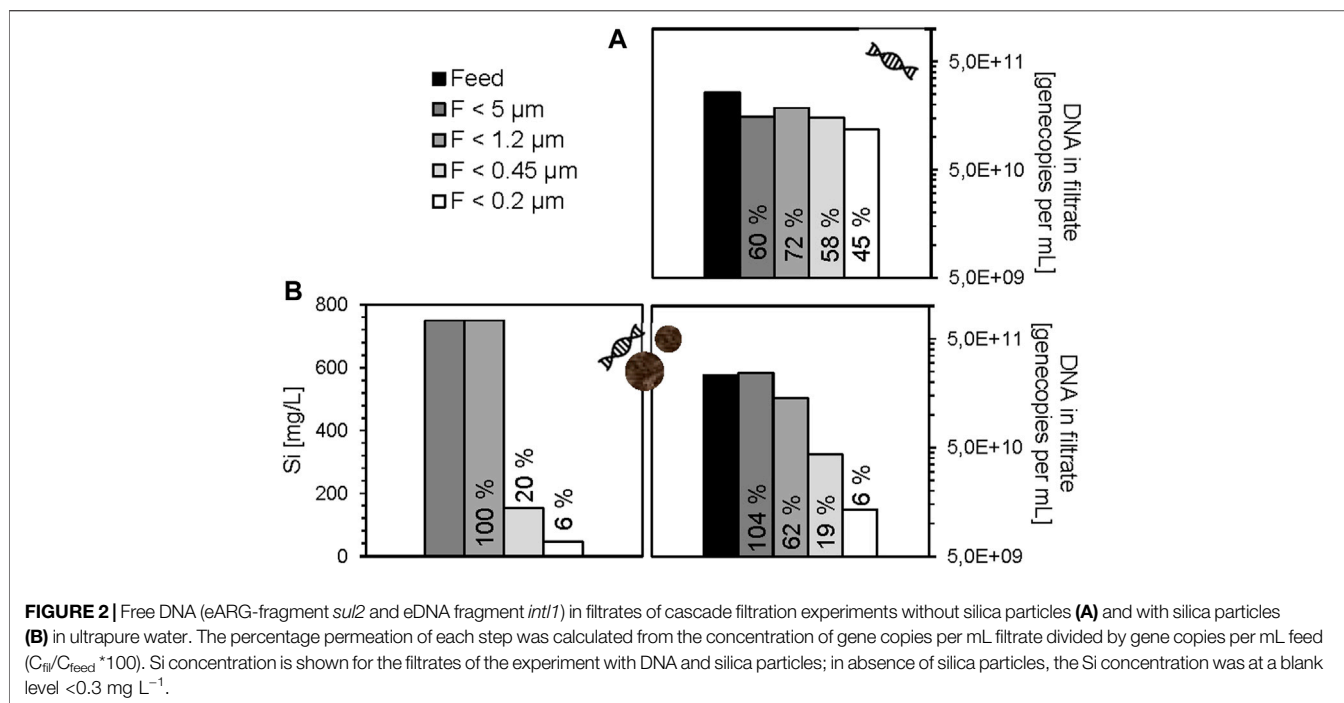 A
Feed
F < 5 µm
F < 1.2 µm
F < 0.45 µm
F < 0.2 µm
60 %
72 %
58 %
45 %
5,0E+11
5,0E+10
5,0E+09
DNA in filtrate
[genecopies per mL]
B
800
600
400
200
0
Si [mg/L]
100 %
20 %
6 %
104 %
62 %
19 %
6 %
5,0E+11
5,0E+10
5,0E+09
DNA in filtrate
[genecopies per mL]
FIGURE 2 | Free DNA (eARG-fragment sul2 and eDNA fragment intI1) in filtrates of cascade filtration experiments without silica particles (A) and with silica particles
(B) in ultrapure water. The percentage permeation of each step was calculated from the concentration of gene copies per mL filtrate divided by gene copies per mL feed
(Cfil/Cfeed *100). Si concentration is shown for the filtrates of the experiment with DNA and silica particles; in absence of silica particles, the Si concentration was at a blank
level <0.3 mg L⁻¹.